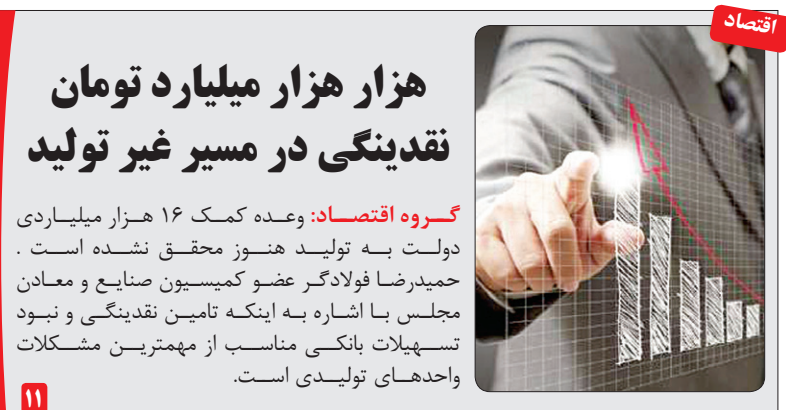 اقتصاد
هزار هزار میلیارد تومان
نقدینگی در مسیر غیر تولید
گروه اقتصاد: وعده کمک ۱۶ هزار میلیاردی
دولت به تولید هنوز محقق نشده است .
حمیدرضا فولادگر عضو کمیسیون صنایع و معادن
مجلس با اشاره به اینکه تامین نقدینگی و نبود
تسهیلات بانکی مناسب از مهمترین مشکلات
واحدهای تولیدی است.
۱۱